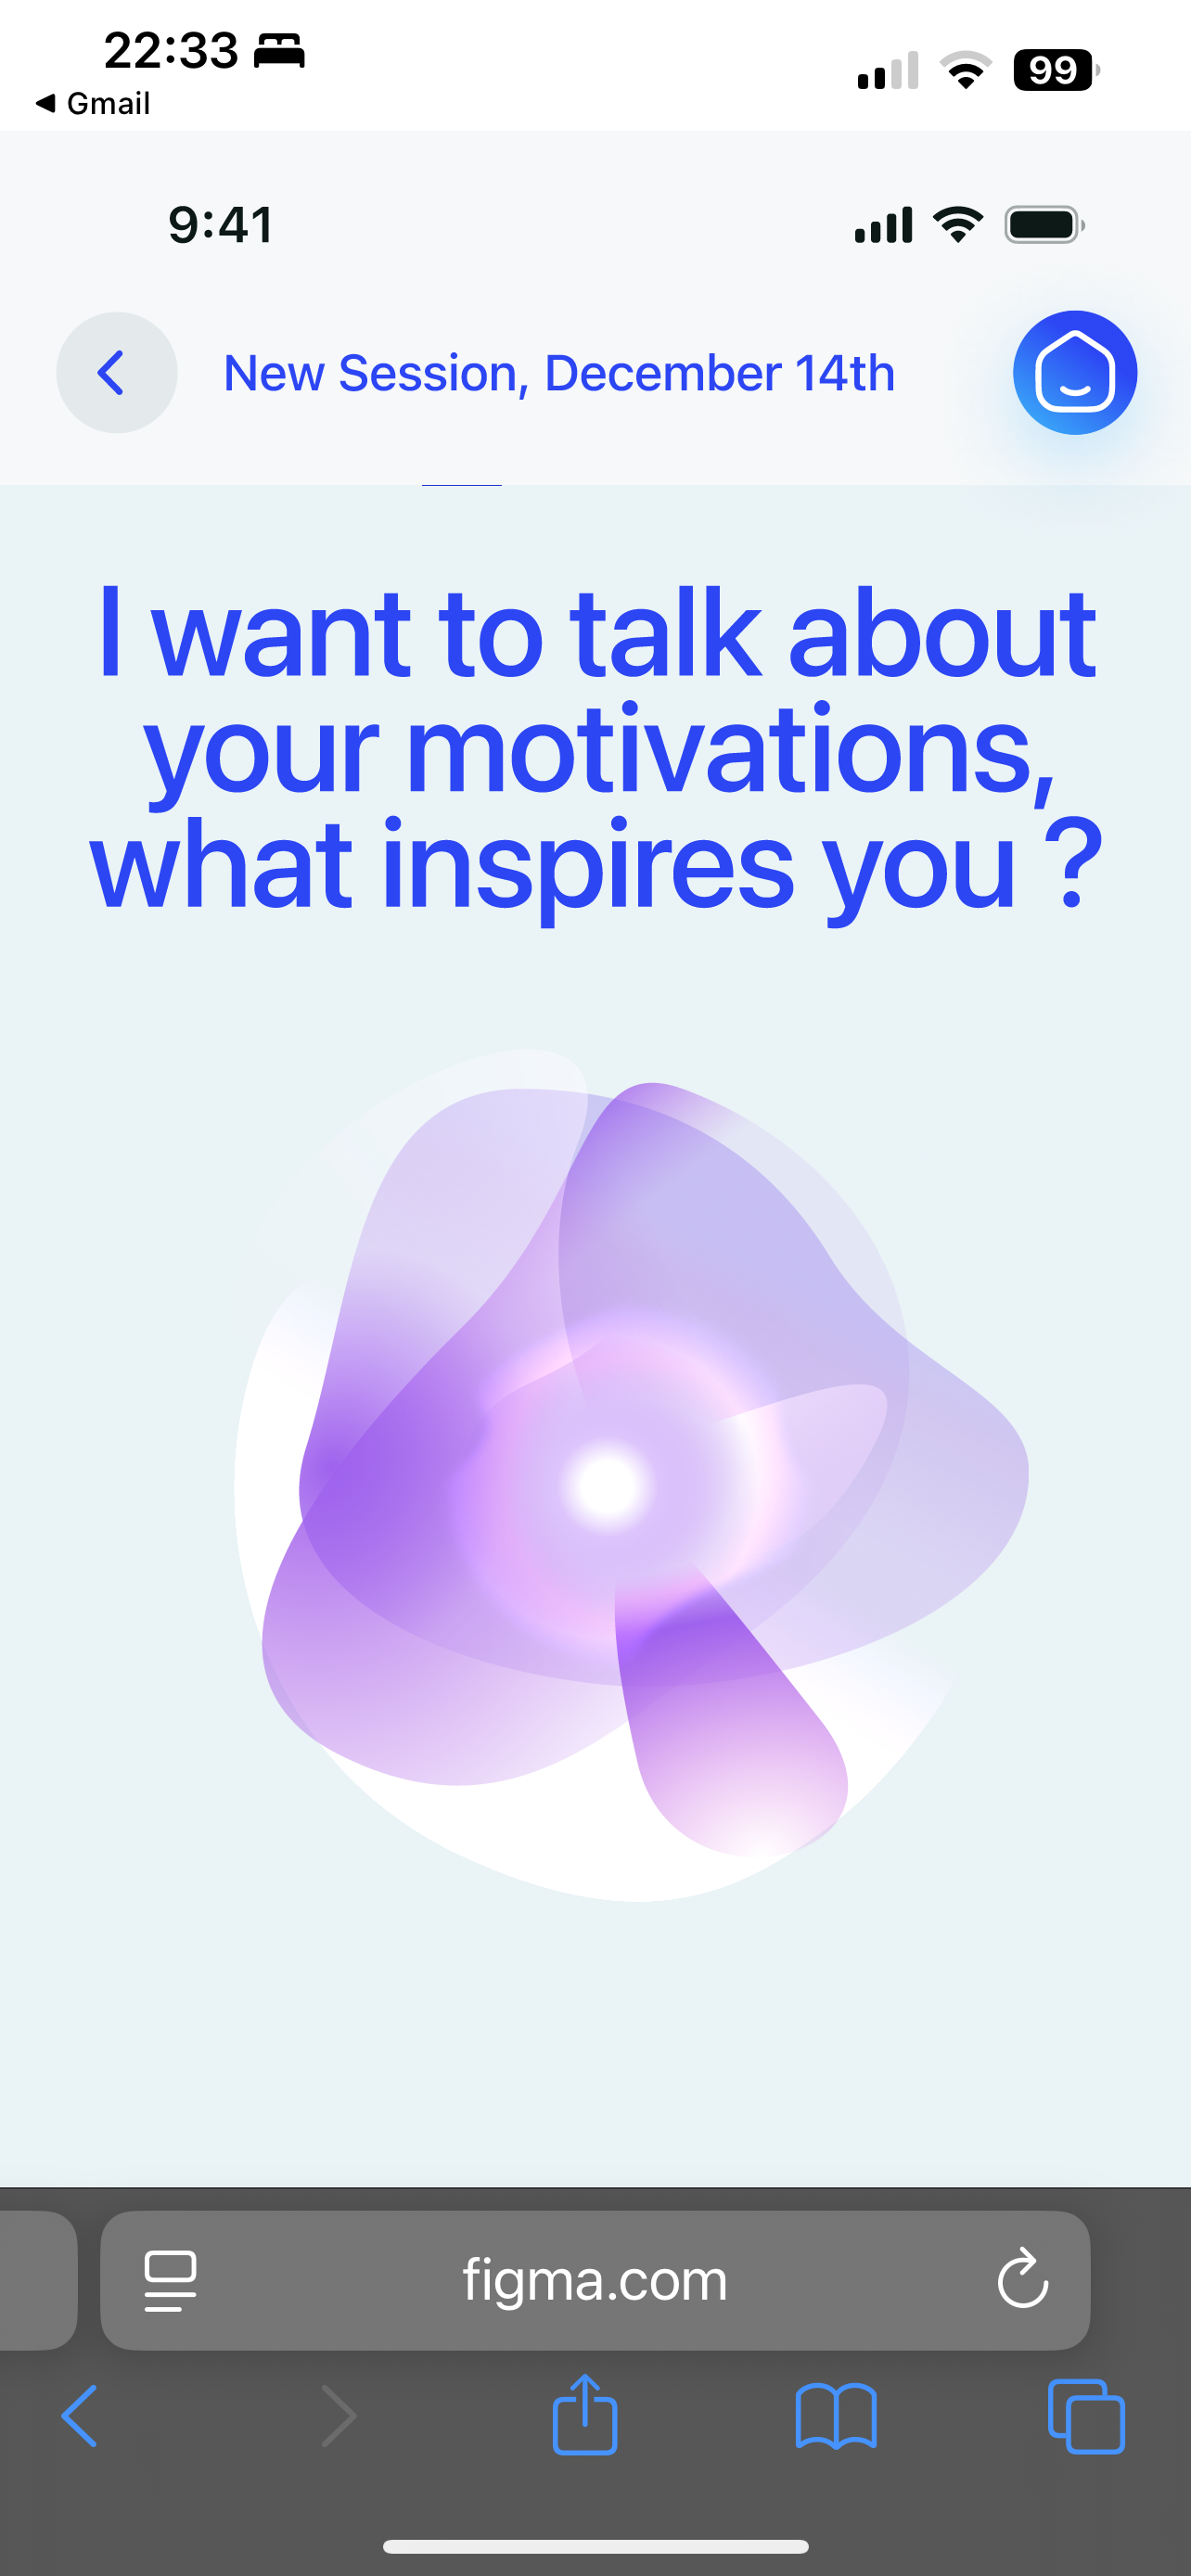 22:33
99
Gmail
9:41
New Session, December 14th
I want to talk about
your motivations,
what inspires you ?
figma.com